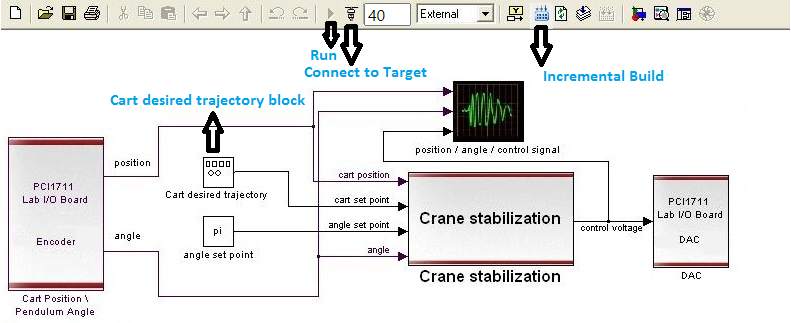 40
External
Run
Connect to Target
Incremental Build
Cart desired trajectory block
position / angle / control signal
position
PCI1711
Lab I/O Board
Encoder
angle
Cart Position \
Pendulum Angle
Cart desired trajectory
pi
angle set point
cart position
cart set point
angle set point
angle
Crane stabilization
Crane stabilization
control voltage
PCI1711
Lab I/O Board
DAC
DAC